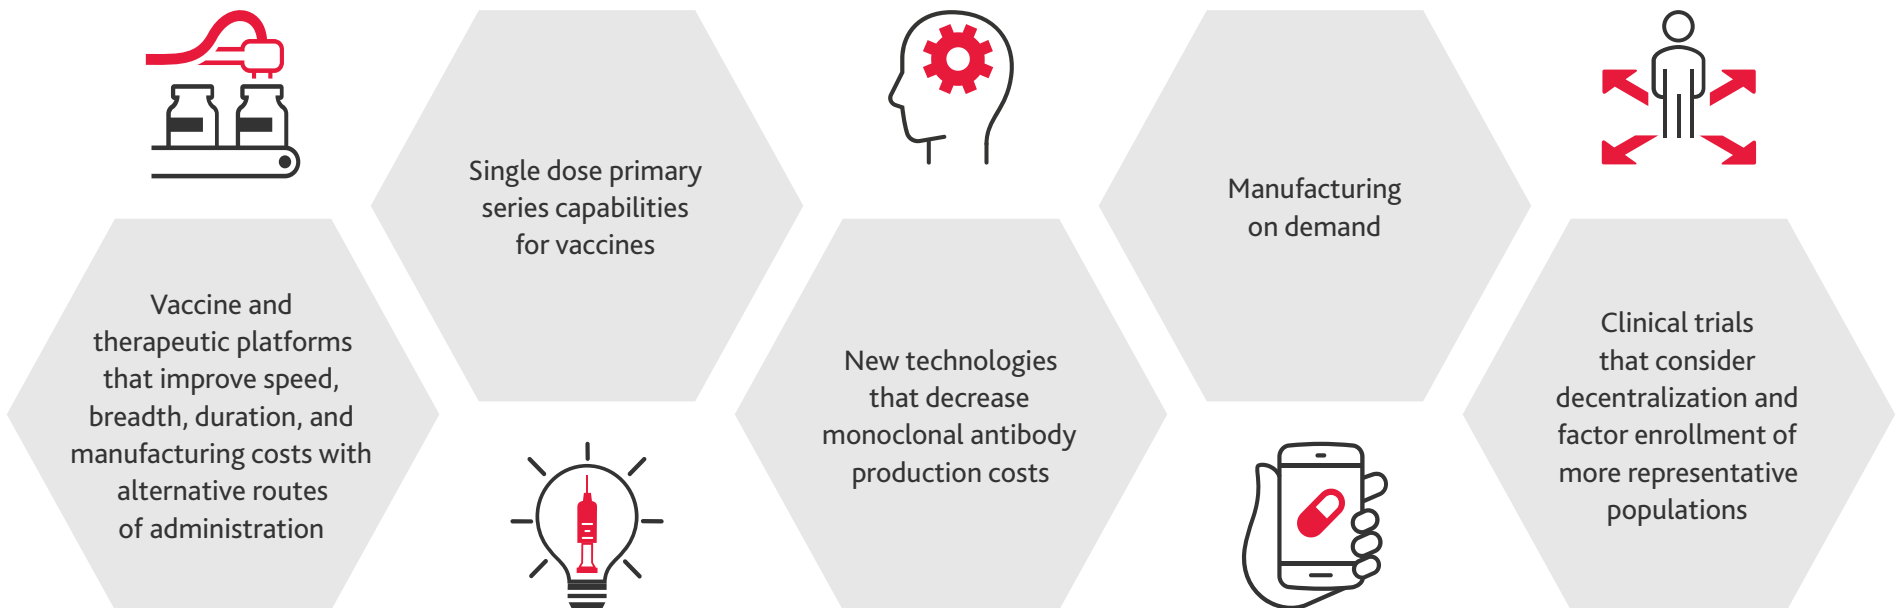 Vaccine and
therapeutic platforms
that improve speed,
breadth, duration, and
manufacturing costs with
alternative routes
of administration
Single dose primary
series capabilities
for vaccines
New technologies
that decrease
monoclonal antibody
production costs
Manufacturing
on demand
Clinical trials
that consider
decentralization and
factor enrollment of
more representative
populations